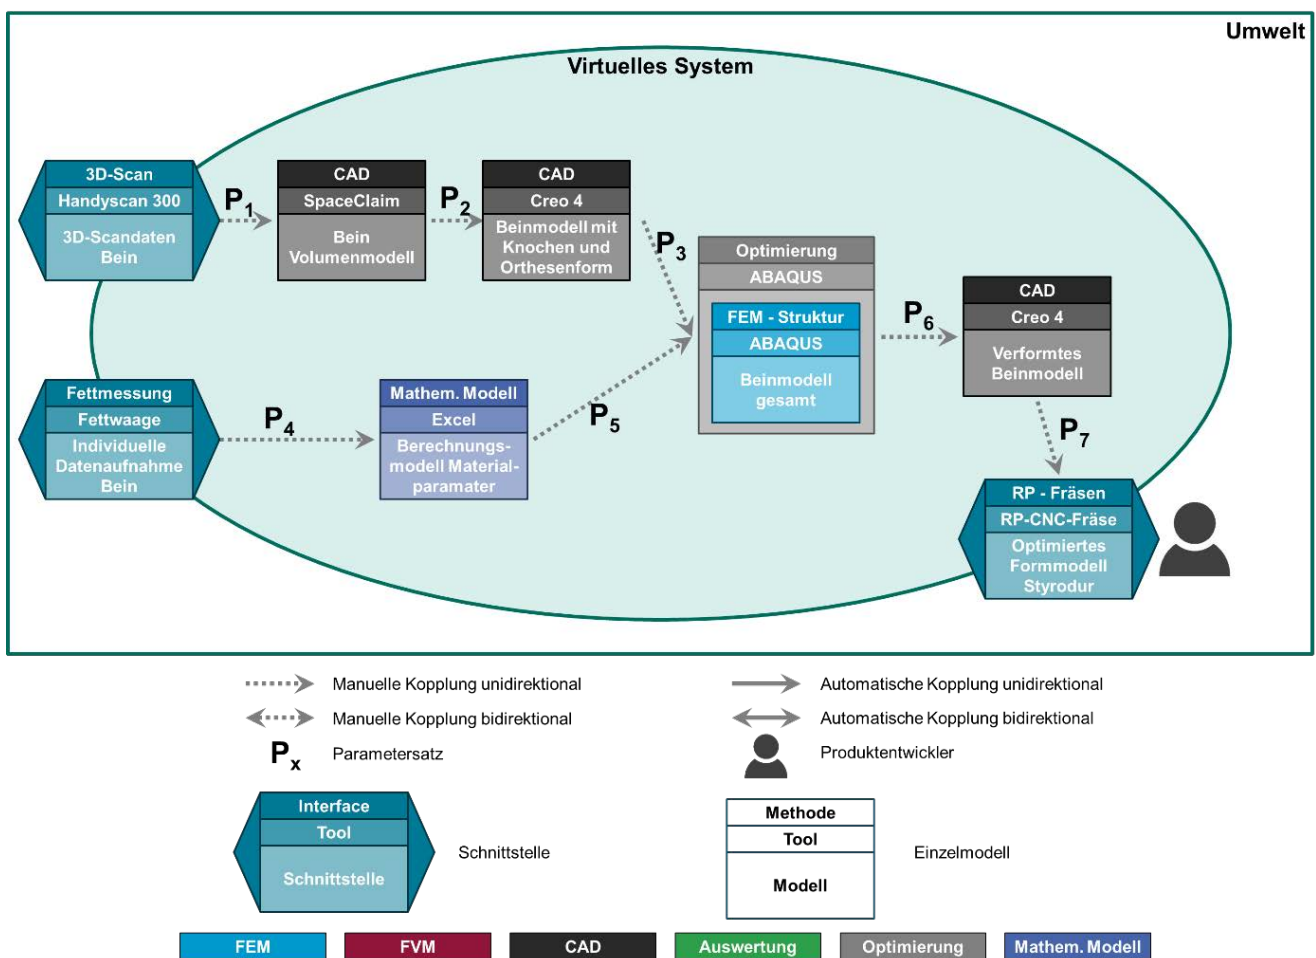 Umwelt
Virtuelles System
3D-Scan
Handyscan 300
3D-Scandaten
Bein
P1
CAD
SpaceClaim
Bein
Volumenmodell
P2
CAD
Creo 4
Beinmodell mit
Knochen und
Orthesenform
P3
Optimierung
ABAQUS
FEM - Struktur
ABAQUS
Beinmodell
gesamt
P6
CAD
Creo 4
Verformtes
Beinmodell
Fettmessung
Fettwaage
Individuelle
Datenaufnahme
Bein
P4
Mathem. Modell
Excel
Berechnungs-
modell Material-
paramater
P5
P7
RP - Fräsen
RP-CNC-Fräse
Optimiertes
Formmodell
Styrodur
Manuelle Kopplung unidirektional
Automatische Kopplung unidirektional
Manuelle Kopplung bidirektional
Automatische Kopplung bidirektional
Px
Parametersatz
Produktentwickler
Interface
Tool
Schnittstelle
Schnittstelle
Methode
Tool
Modell
Einzelmodell
FEM
FVM
CAD
Auswertung
Optimierung
Mathem. Modell